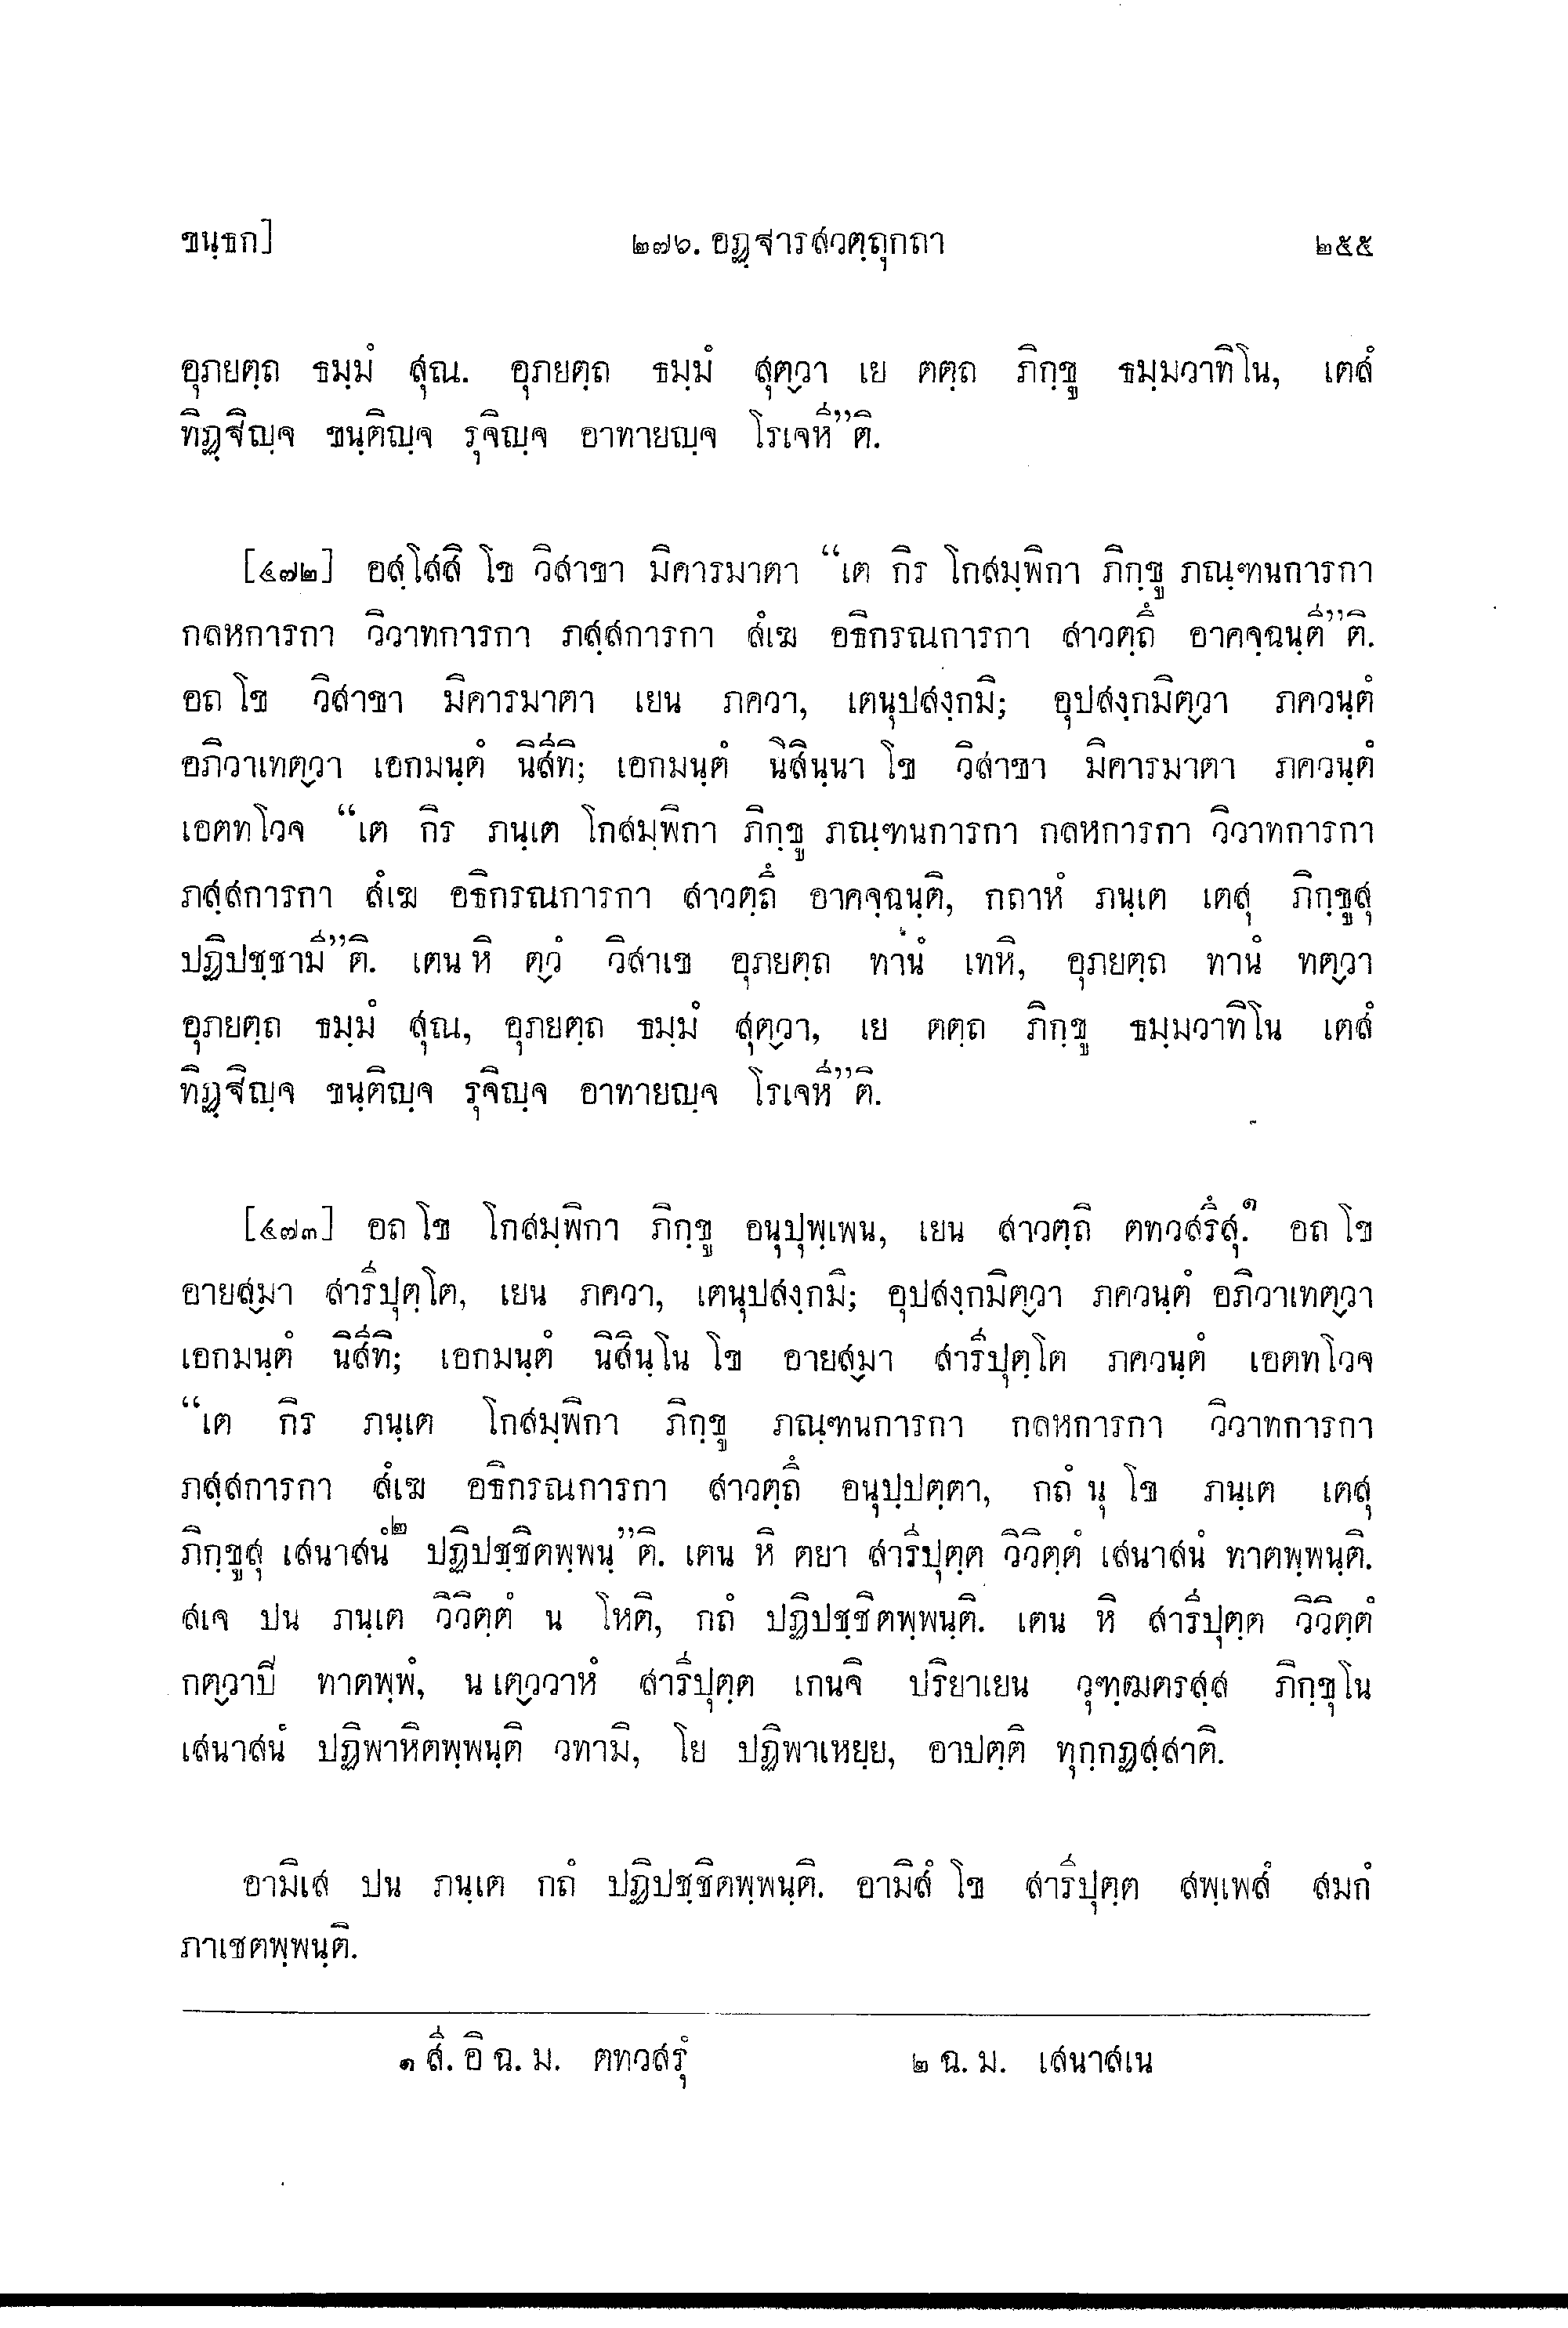 ขนฺธก] ๒๗๖. อฏฺฐารสวตฺถุกถา ๒๕๕
อุภยตฺถ ธมฺมํ สุณ. อุภยตฺถ ธมฺมํ สุตฺวา เย ตตฺถ ภิกฺขู ธมฺมวาทิโน, เตสํ
ทิฏฺฐิญฺจ ขนฺติญฺจ รุจิญฺจ อาทายญฺจ โรเจหี”ติ.
[๔๗๒] อสฺโสสิ โข วิสาขา มิคารมาตา “เต กิร โกสมฺพิกา ภิกฺขู ภณฺฑนการกา
กลหการกา วิวาทการกา ภสฺสการกา สํเฆ อธิกรณการกา สาวตฺถึ อาคจฺฉนฺตี”ติ.
อถ โข วิสาขา มิคารมาตา เยน ภควา, เตนุปสงฺกมิ; อุปสงฺกมิตฺวา ภควนฺตํ
อภิวาเทตฺวา เอกมนฺตํ นิสีทิ; เอกมนฺตํ นิสินฺนา โข วิสาขา มิคารมาตา ภควนฺตํ
เอตทโวจ “เต กิร ภนฺเต โกสมฺพิกา ภิกฺขู ภณฺฑนการกา กลหการกา วิวาทการกา
ภสฺสการกา สํเฆ อธิกรณการกา สาวตฺถึ อาคจฺฉนฺติ, กถาหํ ภนฺเต เตสุ ภิกฺขูสุ
ปฏิปชฺชามี”ติ. เตน หิ ตฺวํ วิสาเข อุภยตฺถ ทานํ เทหิ, อุภยตฺถ ทานํ ทตฺวา
อุภยตฺถ ธมฺมํ สุณ, อุภยตฺถ ธมฺมํ สุตฺวา, เย ตตฺถ ภิกฺขู ธมฺมวาทิโน เตสํ
ทิฏฺฐิญฺจ ขนฺติญฺจ รุจิญฺจ อาทายญฺจ โรเจหี”ติ.
[๔๗๓] อถ โข โกสมฺพิกา ภิกฺขู อนุปุพฺเพน, เยน สาวตฺถิ ตทวสรึสุ.๑ อถ โข
อายสฺมา สารีปุตฺโต, เยน ภควา, เตนุปสงฺกมิ; อุปสงฺกมิตฺวา ภควนฺตํ อภิวาเทตฺวา
เอกมนฺตํ นิสีทิ; เอกมนฺตํ นิสินฺโน โข อายสฺมา สารีปุตฺโต ภควนฺตํ เอตทโวจ
“เต กิร ภนฺเต โกสมฺพิกา ภิกฺขู ภณฺฑนการกา กลหการกา วิวาทการกา
ภสฺสการกา สํเฆ อธิกรณการกา สาวตฺถึ อนุปฺปตฺตา, กถํ นุ โข ภนฺเต เตสุ
ภิกฺขูสุ เสนาสนํ๒ ปฏิปชฺชิตพฺพนฺ”ติ. เตน หิ ตยา สารีปุตฺต วิวิตฺตํ เสนาสนํ ทาตพฺพนฺติ.
สเจ ปน ภนฺเต วิวิตฺตํ น โหติ, กถํ ปฏิปชฺชิตพฺพนฺติ. เตน หิ สารีปุตฺต วิวิตฺตํ
กตฺวาปี ทาตพฺพํ, น เตฺววาหํ สารีปุตฺต เกนจิ ปริยาเยน วุฑฺฒตรสฺส ภิกฺขุโน
เสนาสนํ ปฏิพาหิตพฺพนฺติ วทามิ, โย ปฏิพาเหยฺย, อาปตฺติ ทุกฺกฏสฺสาติ.
อามิเส ปน ภนฺเต กถํ ปฏิปชฺชิตพฺพนฺติ. อามิสํ โข สารีปุตฺต สพฺเพสํ สมกํ
ภาเชตพฺพนฺติ.
๑ สี. อิ ฉ. ม. ตทวสรุํ ๒ ฉ. ม. เสนาสเน